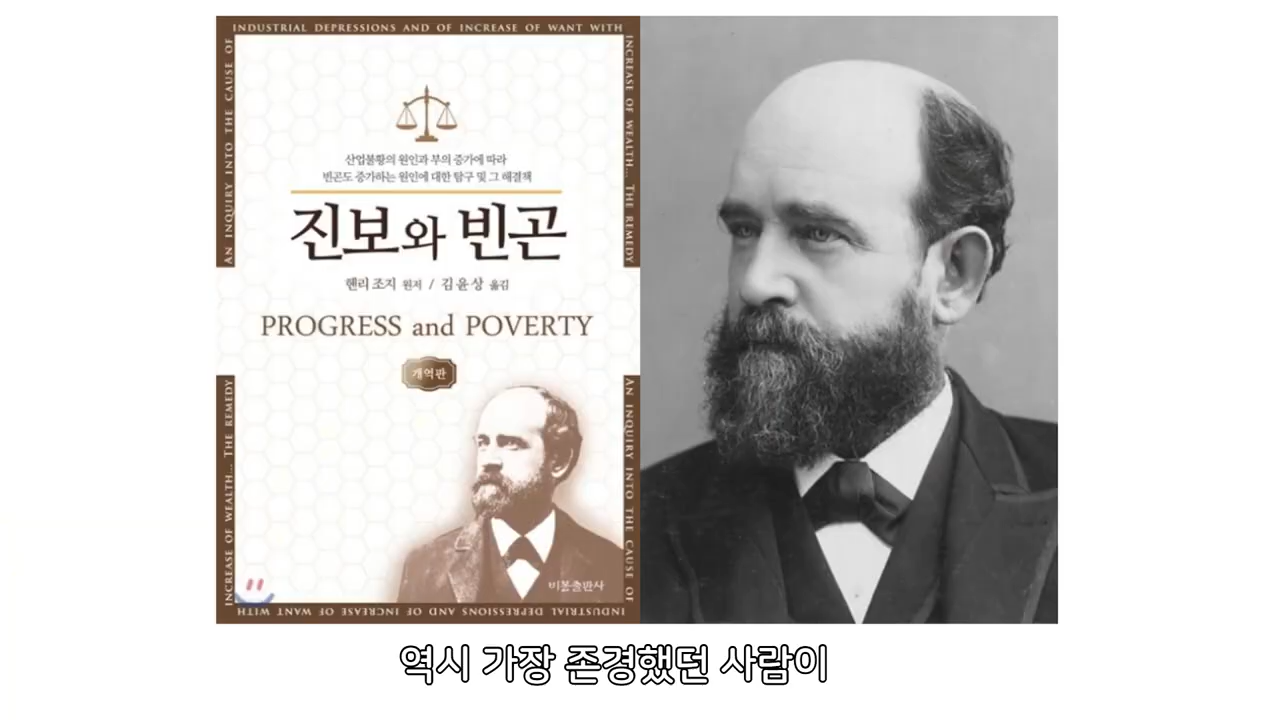 INDUSTRIAL DEPRESSIONS AND OF INCREASE OF WANT WITH
INCREASE OF WEALTH... THE REMEDY
AN INQUIRY INTO THE CAUSE OF
산업불황의 원인과 부의 증가에 따라
빈곤도 증가하는 원인에 대한 탐구 및 그 해결책
진보와 빈곤
헨리 조지 원저 / 김윤상 옮김
PROGRESS and POVERTY
개역판
INCREASE OF WEALTH... THE REMEDY
AN INQUIRY INTO THE CAUSE OF
비봉출판사
INDUSTRIAL DEPRESSIONS AND OF INCREASE OF WANT WITH
역시 가장 존경했던 사람이